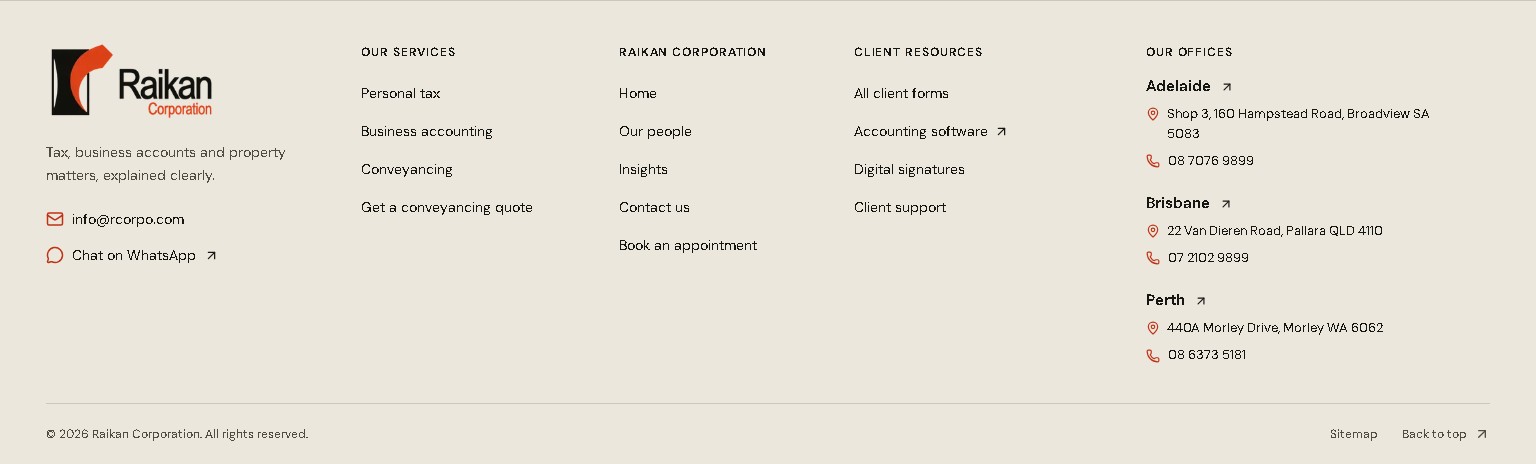 Raikan
Corporation
Tax, business accounts and property
matters, explained clearly.
info@rcorpo.com
Chat on WhatsApp
OUR SERVICES
Personal tax
Business accounting
Conveyancing
Get a conveyancing quote
RAIKAN CORPORATION
Home
Our people
Insights
Contact us
Book an appointment
CLIENT RESOURCES
All client forms
Accounting software
Digital signatures
Client support
OUR OFFICES
Adelaide
Shop 3, 160 Hampstead Road, Broadview SA
5083
08 7076 9899
Brisbane
22 Van Dieren Road, Pallara QLD 4110
07 2102 9899
Perth
440A Morley Drive, Morley WA 6062
08 6373 5181
© 2026 Raikan Corporation. All rights reserved.
Sitemap
Back to top